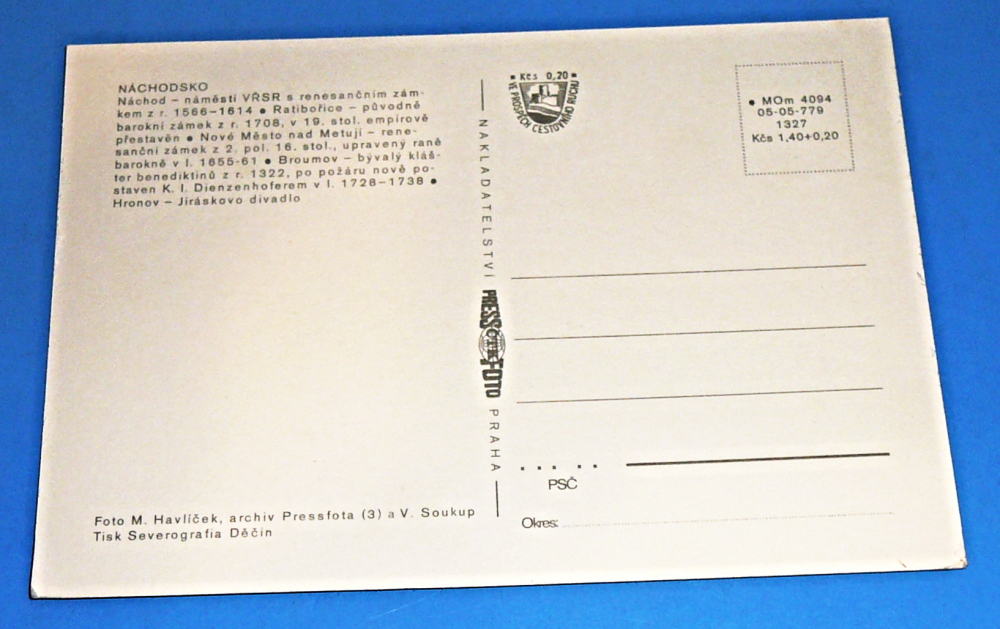 NÁCHODSKO
Náchod – náměstí VŘSR s renesančním zám-
kem z r. 1566–1614 ● Ratibořice – původně
barokní zámek z r. 1708, v 19. stol. empírově
přestavěn ● Nové Město nad Metují – rene-
sanční zámek z 2. pol. 16. stol., upravený raně
barokně v l. 1655-61 ● Broumov – bývalý kláš-
ter benediktinů z r. 1322, po požáru nově po-
staven K. I. Dienzenhoferem v l. 1728–1738 ●
Hronov – Jiráskovo divadlo
Foto M. Havlíček, archiv Pressfota (3) a V. Soukup
Tisk Severografia Děčín
NAKLADATELSTVÍ PRESSFOTO PRAHA
ČTK
Kčs 0,20
VE PROSPĚCH CESTOVNÍHO RUCHU
● MOm 4094
05-05-779
1327
Kčs 1,40+0,20
PSČ
Okres: